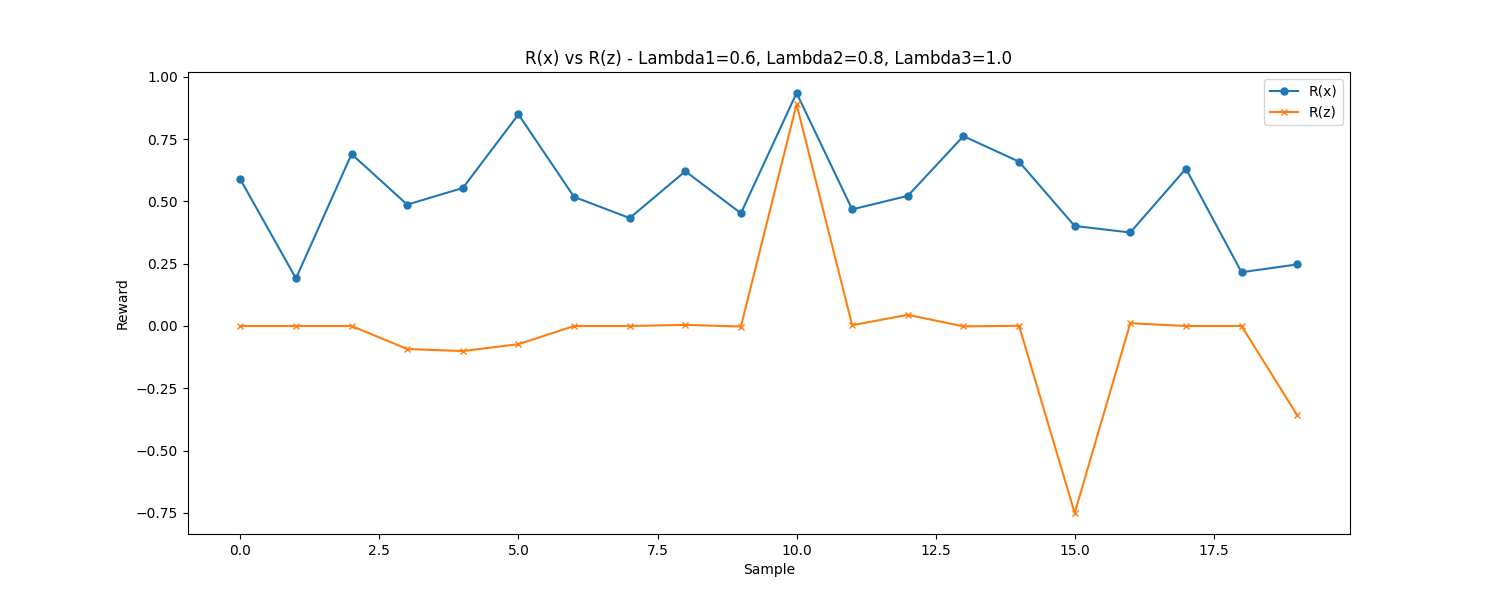 R(x) vs R(z) - Lambda1=0.6, Lambda2=0.8, Lambda3=1.0
R(x)
R(z)
1.00
0.75
0.50
0.25
0.00
−0.25
−0.50
−0.75
Reward
0.0 2.5 5.0 7.5 10.0 12.5 15.0 17.5
Sample